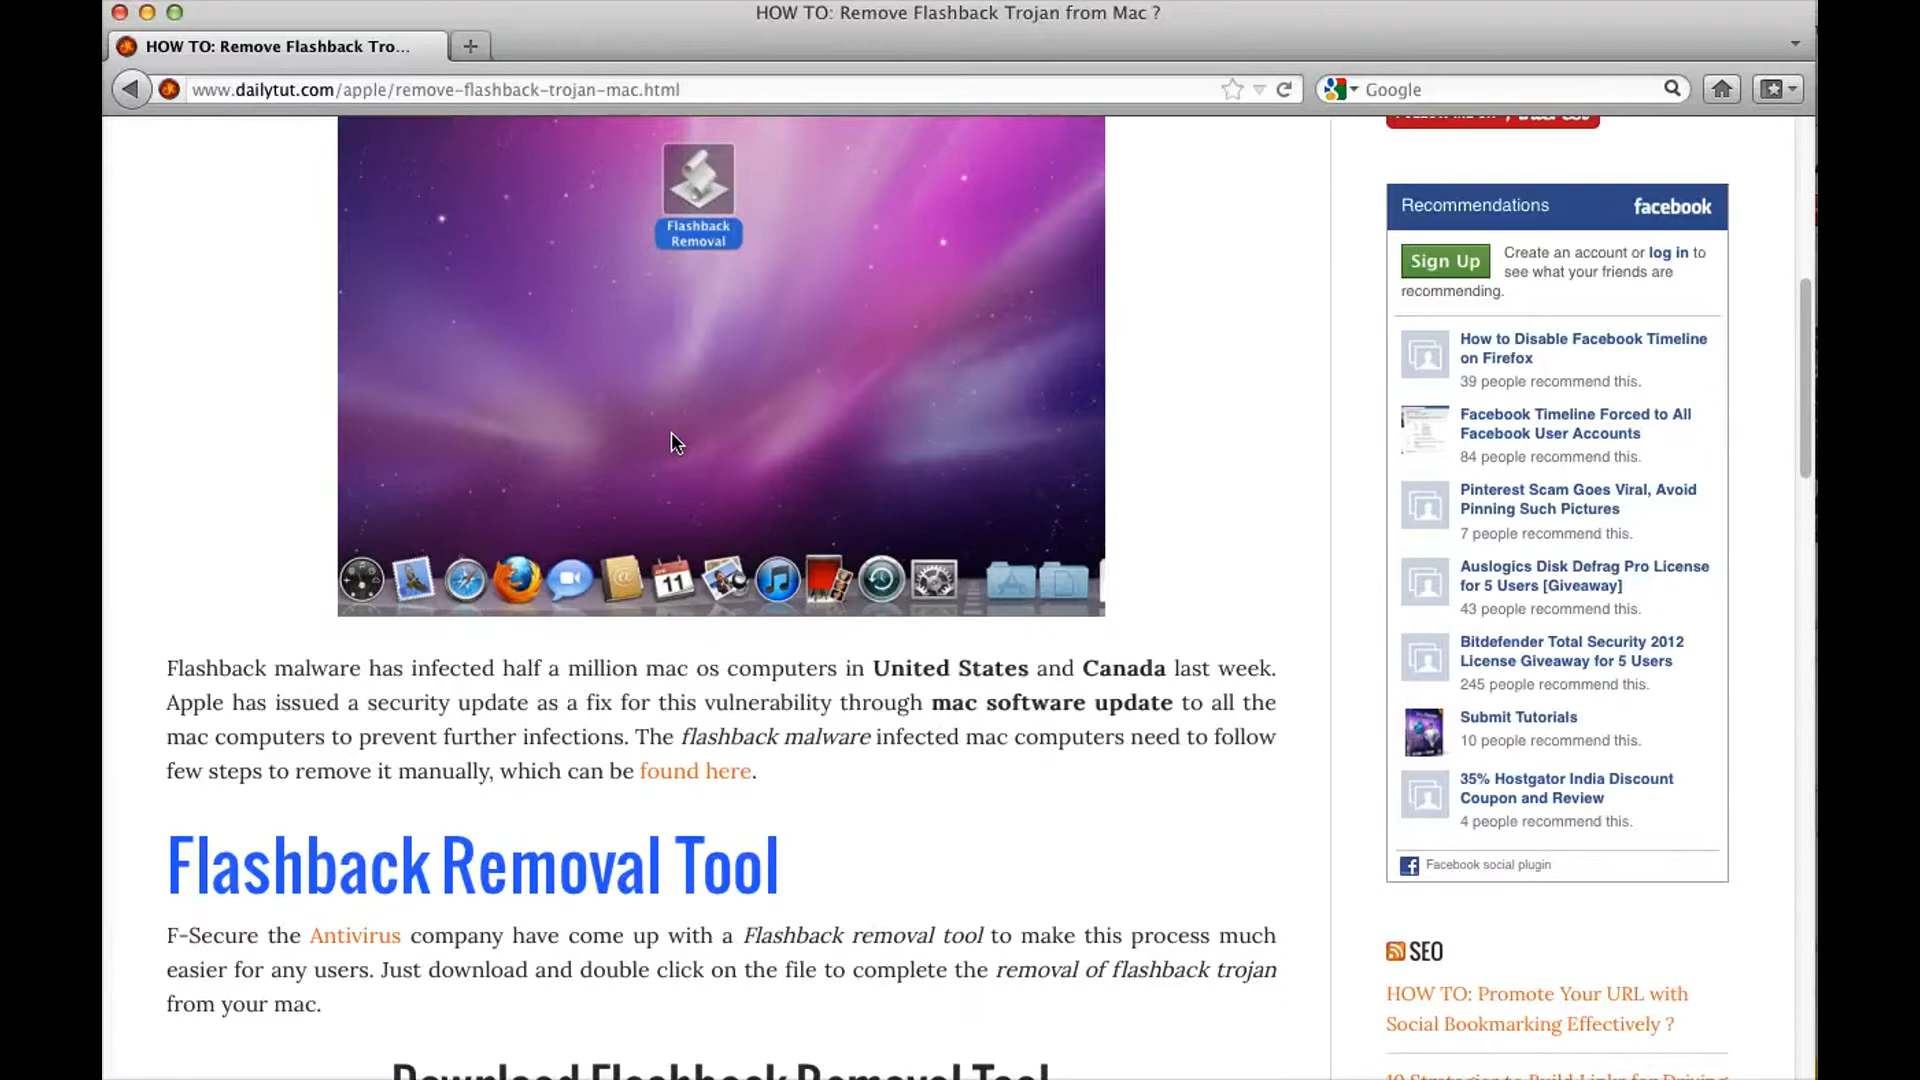 HOW TO: Remove Flashback Trojan from Mac ?
HOW TO: Remove Flashback Tro...
www.dailytut.com/apple/remove-flashback-trojan-mac.html
Google
Flashback
Removal
11
Flashback malware has infected half a million mac os computers in United States and Canada last week.
Apple has issued a security update as a fix for this vulnerability through mac software update to all the
mac computers to prevent further infections. The flashback malware infected mac computers need to follow
few steps to remove it manually, which can be found here.
Flashback Removal Tool
F-Secure the Antivirus company have come up with a Flashback removal tool to make this process much
easier for any users. Just download and double click on the file to complete the removal of flashback trojan
from your mac.
Download Flashback Removal Tool
Recommendations
facebook
Sign Up
Create an account or log in to
see what your friends are
recommending.
How to Disable Facebook Timeline
on Firefox
39 people recommend this.
Facebook Timeline Forced to All
Facebook User Accounts
84 people recommend this.
Pinterest Scam Goes Viral, Avoid
Pinning Such Pictures
7 people recommend this.
Auslogics Disk Defrag Pro License
for 5 Users [Giveaway]
43 people recommend this.
Bitdefender Total Security 2012
License Giveaway for 5 Users
245 people recommend this.
Submit Tutorials
10 people recommend this.
35% Hostgator India Discount
Coupon and Review
4 people recommend this.
Facebook social plugin
SEO
HOW TO: Promote Your URL with
Social Bookmarking Effectively ?